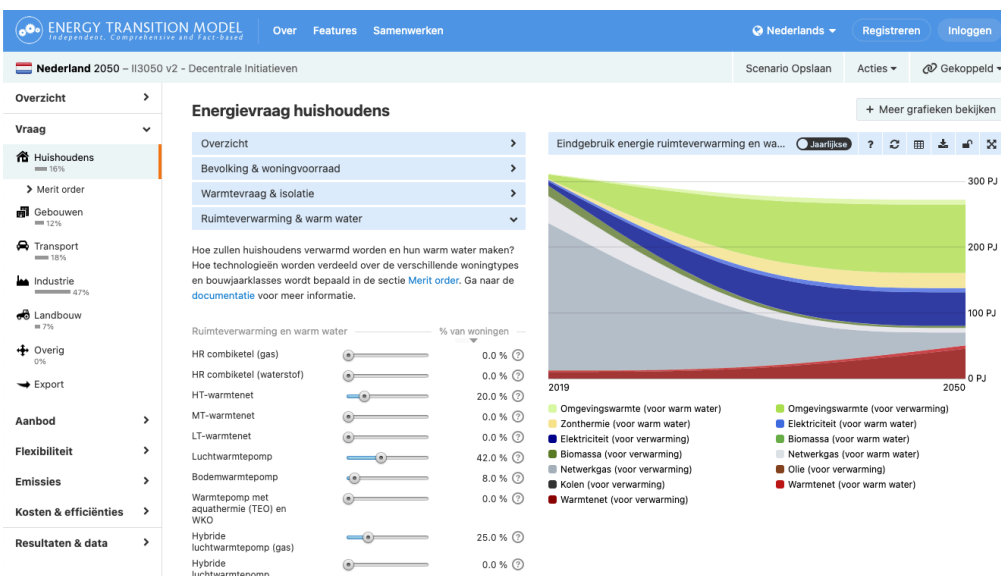 ENERGY TRANSITION MODEL
Independent, Comprehensive and Fact-based
Over Features Samenwerken
Nederlands
Registreren
Inloggen
Nederland 2050 – II3050 v2 - Decentrale Initiatieven
Scenario Opslaan
Acties
Gekoppeld
Overzicht
Vraag
Huishoudens
16%
Merit order
Gebouwen
12%
Transport
18%
Industrie
47%
Landbouw
7%
Overig
0%
Export
Aanbod
Flexibiliteit
Emissies
Kosten & efficiënties
Resultaten & data
Energievraag huishoudens
+ Meer grafieken bekijken
Overzicht
Bevolking & woningvoorraad
Warmtevraag & isolatie
Ruimteverwarming & warm water
Hoe zullen huishoudens verwarmd worden en hun warm water maken?
Hoe technologieën worden verdeeld over de verschillende woningtypes
en bouwjaarklasses wordt bepaald in de sectie Merit order. Ga naar de
documentatie voor meer informatie.
Ruimteverwarming en warm water % van woningen
HR combiketel (gas) 0.0 % ?
HR combiketel (waterstof) 0.0 % ?
HT-warmtenet 20.0 % ?
MT-warmtenet 0.0 % ?
LT-warmtenet 0.0 % ?
Luchtwarmtepomp 42.0 % ?
Bodemwarmtepomp 8.0 % ?
Warmtepomp met 0.0 % ?
aquathermie (TEO) en
WKO
Hybride 25.0 % ?
luchtwarmtepomp (gas)
Hybride 0.0 % ?
luchtwarmtepomp
Eindgebruik energie ruimteverwarming en wa... Jaarlijkse ?
300 PJ
200 PJ
100 PJ
0 PJ
2019 2050
Omgevingswarmte (voor warm water) Omgevingswarmte (voor verwarming)
Zonthermie (voor warm water) Elektriciteit (voor warm water)
Elektriciteit (voor verwarming) Biomassa (voor warm water)
Biomassa (voor verwarming) Netwerkgas (voor warm water)
Netwerkgas (voor verwarming) Olie (voor verwarming)
Kolen (voor verwarming) Warmtenet (voor warm water)
Warmtenet (voor verwarming)